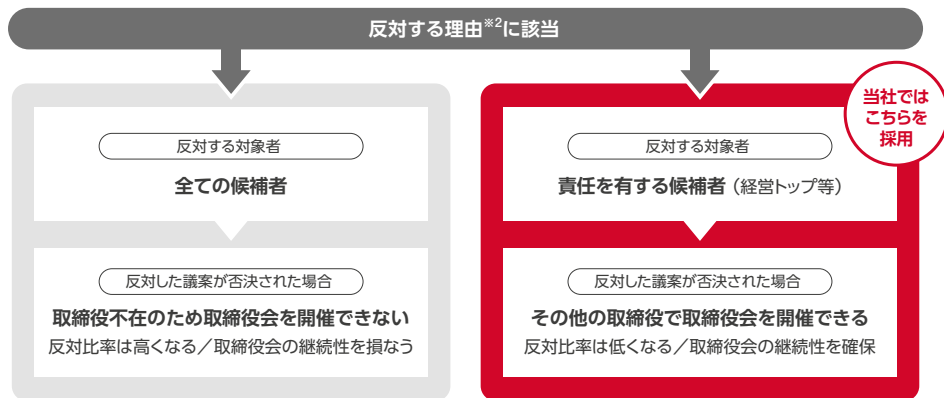 反対する理由※2に該当
反対する対象者
全ての候補者
反対した議案が否決された場合
取締役不在のため取締役会を開催できない
反対比率は高くなる／取締役会の継続性を損なう
当社では
こちらを
採用
反対する対象者
責任を有する候補者（経営トップ等）
反対した議案が否決された場合
その他の取締役で取締役会を開催できる
反対比率は低くなる／取締役会の継続性を確保